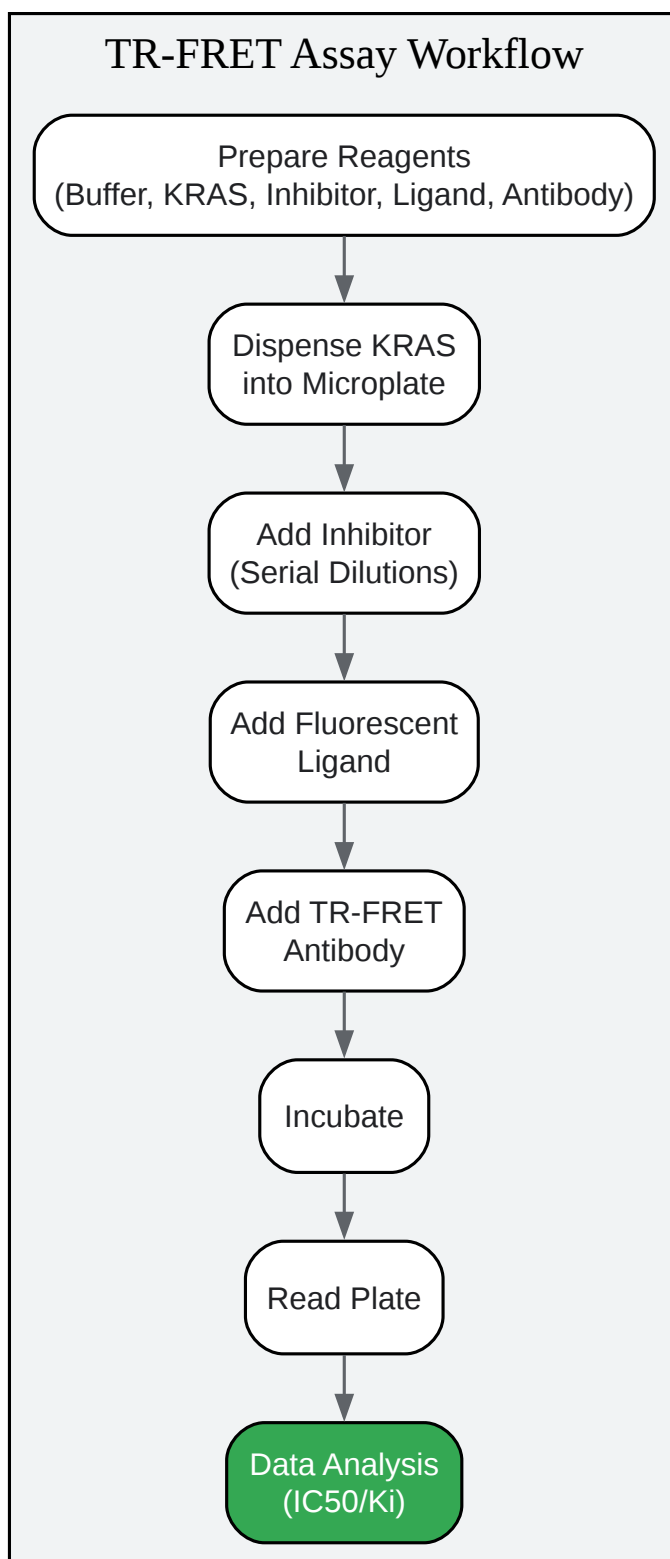 TR-FRET Assay Workflow
Prepare Reagents
(Buffer, KRAS, Inhibitor, Ligand, Antibody)
Dispense KRAS
into Microplate
Add Inhibitor
(Serial Dilutions)
Add Fluorescent
Ligand
Add TR-FRET
Antibody
Incubate
Read Plate
Data Analysis
(IC50/Ki)